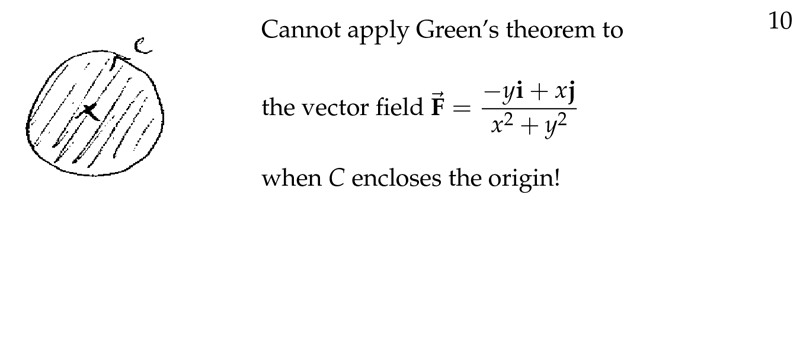 C
Cannot apply Green's theorem to
10
the vector field $\vec{\mathbf{F}} = \dfrac{-y\mathbf{i} + x\mathbf{j}}{x^2 + y^2}$
when C encloses the origin!